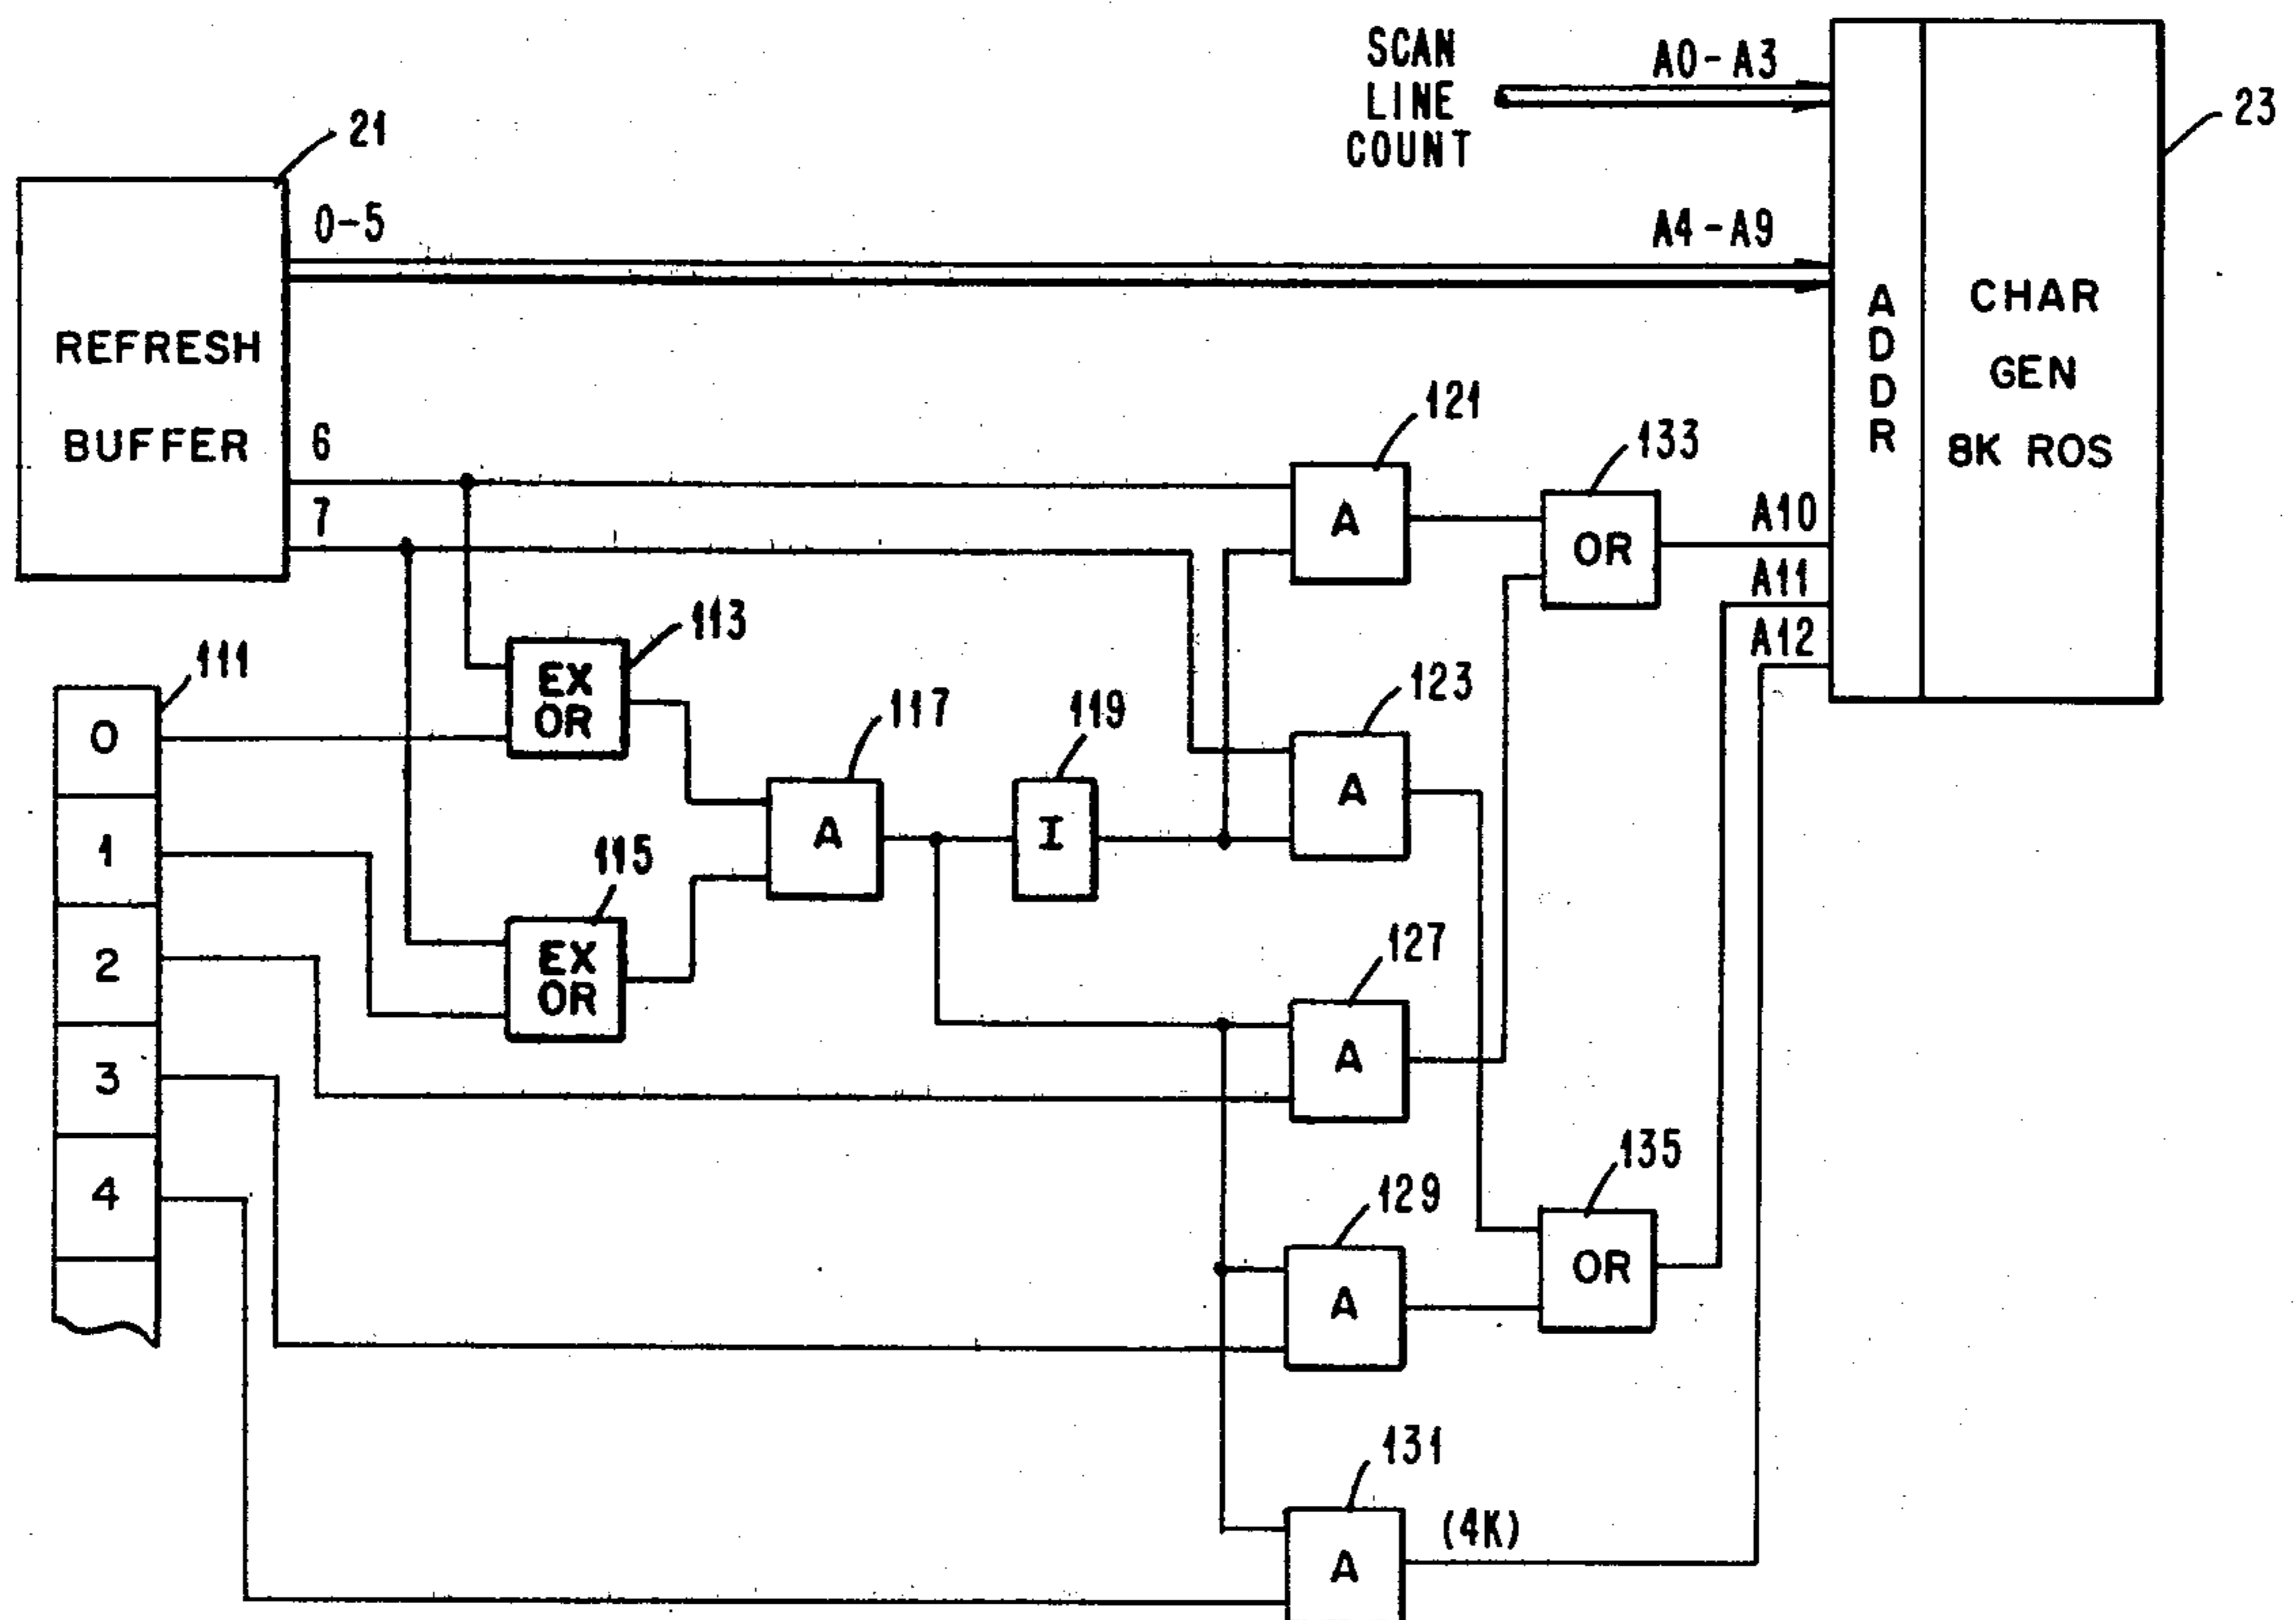 SCAN
LINE
COUNT
A0-A3
23
21
0-5
A4-A9
REFRESH
BUFFER
ADDR
CHAR
GEN
8K ROS
6
7
121
A
133
OR
A10
A11
A12
111
0
1
2
3
4
113
EX
OR
115
EX
OR
117
A
119
I
123
A
127
A
129
A
135
OR
131
A
(4K)